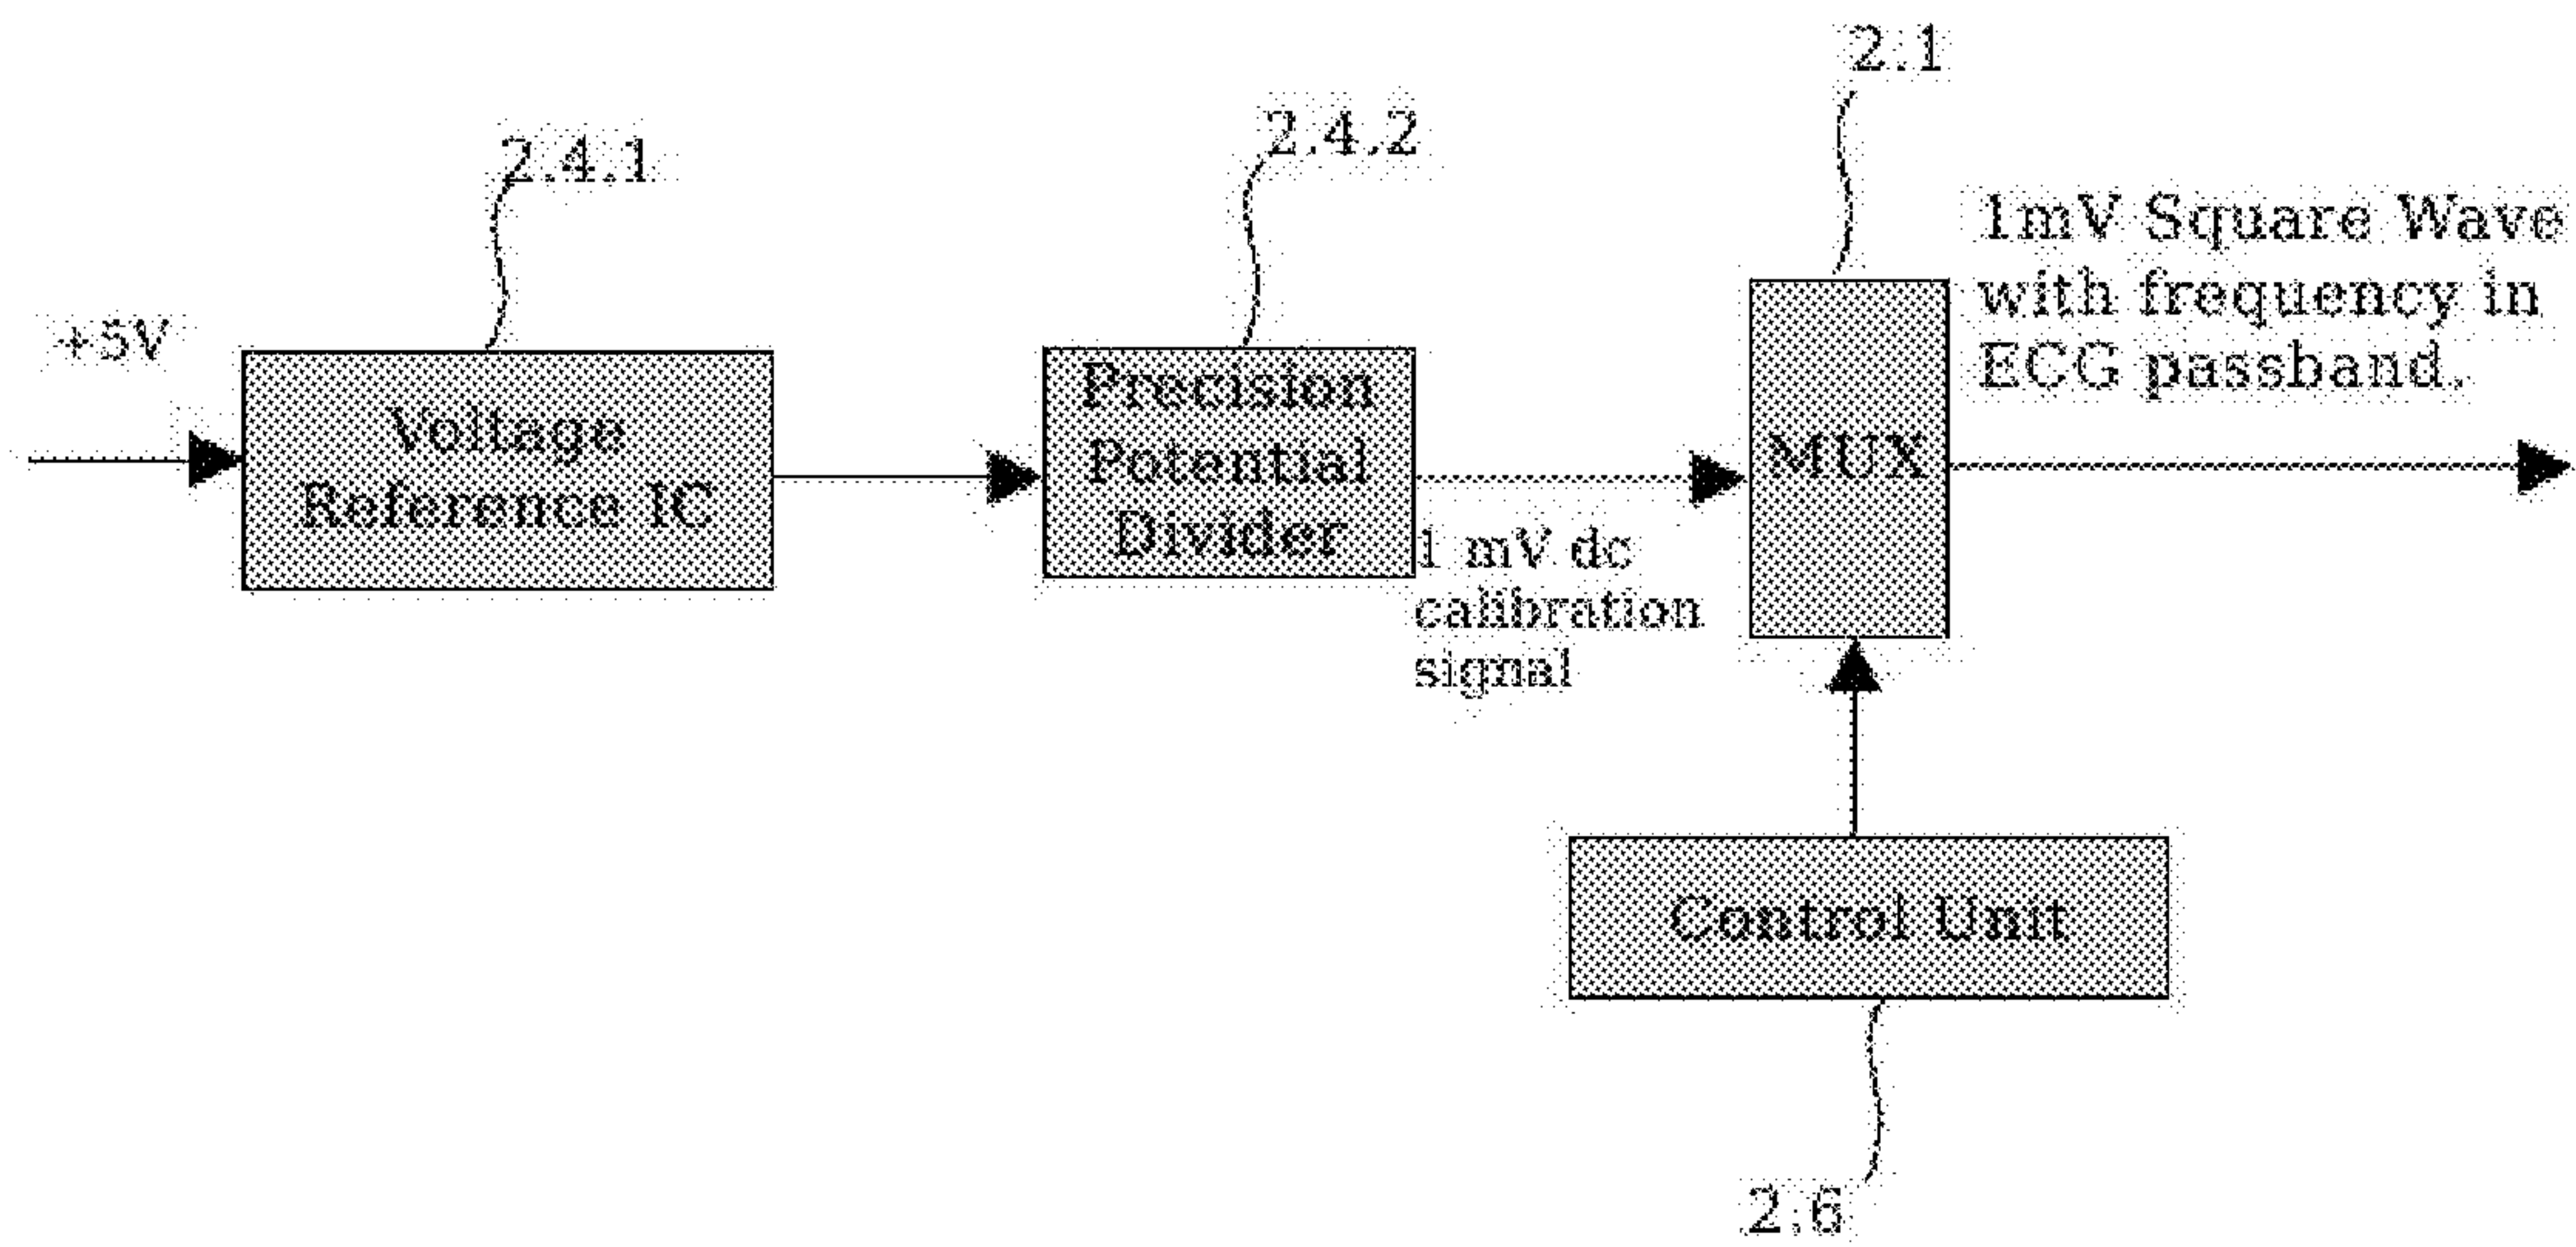 2.1
2.4.2
2.4.1
1mV Square Wave
with frequency in
ECG passband.
+5V
Voltage
Reference IC
Precision
Potential
Divider
MUX
1 mV dc
calibration
signal
Control Unit
2.6